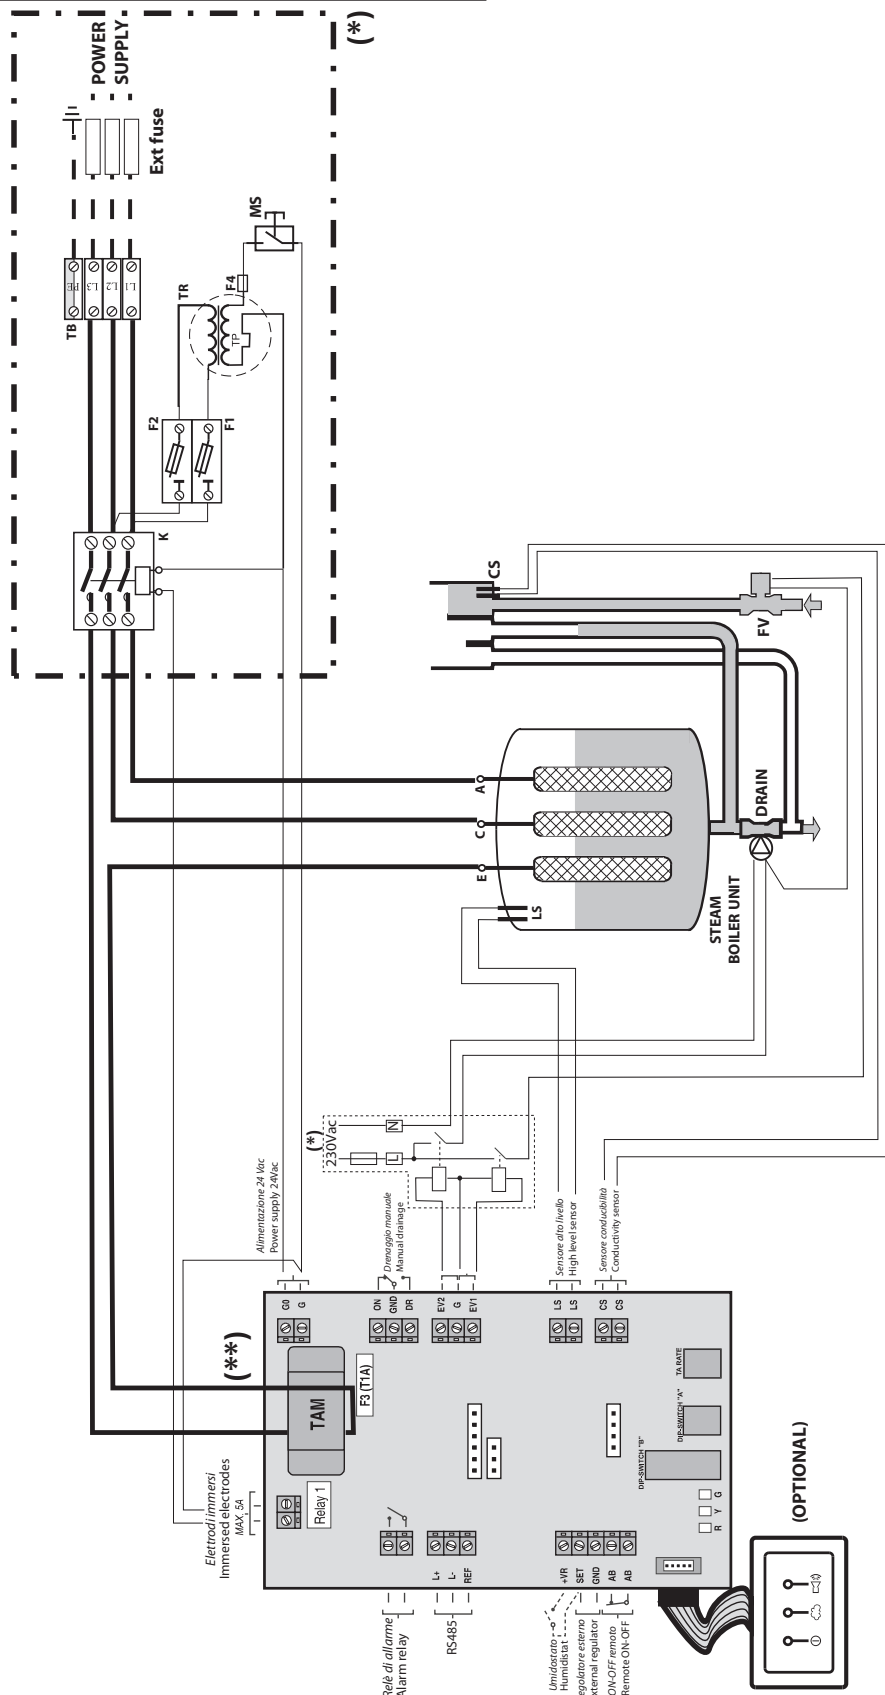 (*)
POWER
SUPPLY
Ext fuse
MS
F4
TR
TP
TB
PE
L3
L2
L1
F2
F1
K
CS
FV
A
C
E
LS
DRAIN
STEAM
BOILER UNIT
(*)
230Vac
N
L
Alimentazione 24 Vac
Power supply 24Vac
Drenaggio manuale
Manual drainage
Sensore alto livello
High level sensor
Sensore conducibilità
Conductivity sensor
G0
G
ON
GND
DR
EV2
G
EV1
LS
LS
CS
CS
(**)
F3 (T1A)
TAM
TA RATE
DIP-SWITCH "A"
DIP-SWITCH "B"
Elettrodi immersi
Immersed electrodes
MAX. 5A
Relay 1
R
Y
G
L+
L-
REF
+VR
SET
GND
AB
AB
Relè di allarme
Alarm relay
RS485
Umidostato
Humidistat
egolatore esterno
xternal regulator
ON-OFF remoto
Remote ON-OFF
(OPTIONAL)